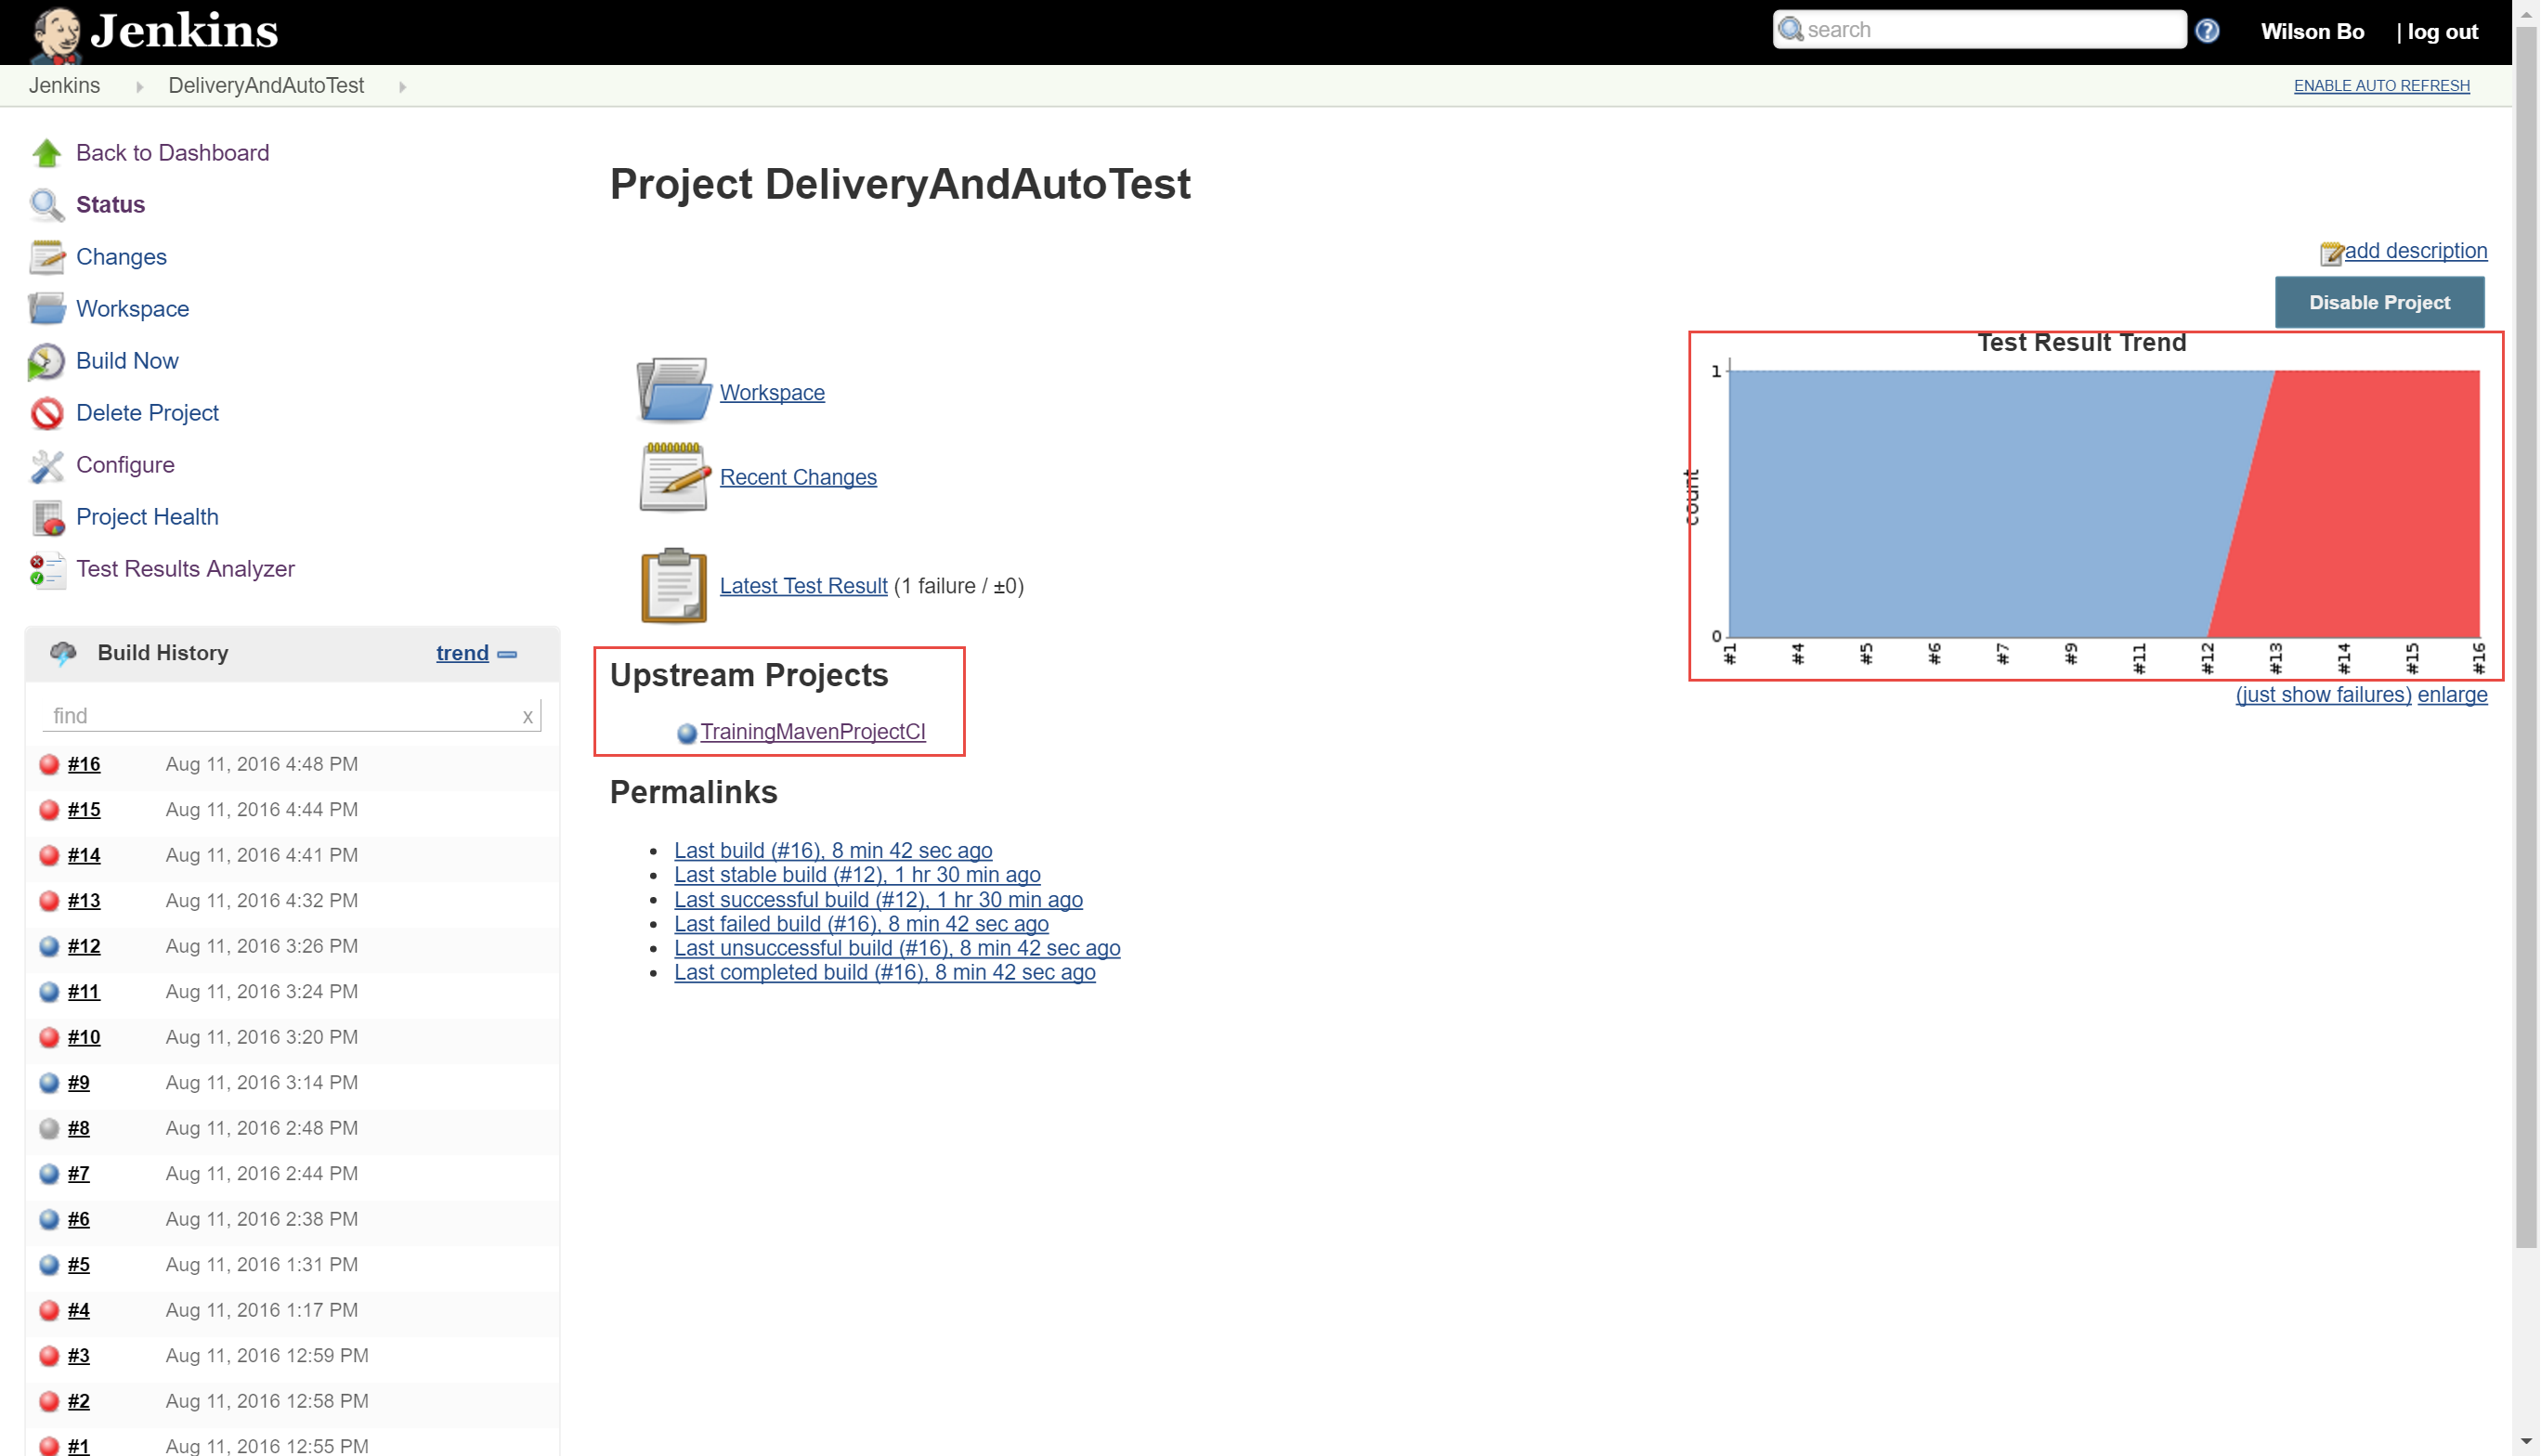 Jenkins
search
Wilson Bo | log out
Jenkins DeliveryAndAutoTest
ENABLE AUTO REFRESH
Back to Dashboard
Status
Changes
Workspace
Build Now
Delete Project
Configure
Project Health
Test Results Analyzer
Build History trend
find x
#16 Aug 11, 2016 4:48 PM
#15 Aug 11, 2016 4:44 PM
#14 Aug 11, 2016 4:41 PM
#13 Aug 11, 2016 4:32 PM
#12 Aug 11, 2016 3:26 PM
#11 Aug 11, 2016 3:24 PM
#10 Aug 11, 2016 3:20 PM
#9 Aug 11, 2016 3:14 PM
#8 Aug 11, 2016 2:48 PM
#7 Aug 11, 2016 2:44 PM
#6 Aug 11, 2016 2:38 PM
#5 Aug 11, 2016 1:31 PM
#4 Aug 11, 2016 1:17 PM
#3 Aug 11, 2016 12:59 PM
#2 Aug 11, 2016 12:58 PM
#1 Aug 11, 2016 12:55 PM
Project DeliveryAndAutoTest
add description
Disable Project
Workspace
Recent Changes
Latest Test Result (1 failure / ±0)
Upstream Projects
TrainingMavenProjectCI
Permalinks
Last build (#16), 8 min 42 sec ago
Last stable build (#12), 1 hr 30 min ago
Last successful build (#12), 1 hr 30 min ago
Last failed build (#16), 8 min 42 sec ago
Last unsuccessful build (#16), 8 min 42 sec ago
Last completed build (#16), 8 min 42 sec ago
Test Result Trend
1
count
0
#1 #4 #5 #6 #7 #9 #11 #12 #13 #14 #15 #16
(just show failures) enlarge